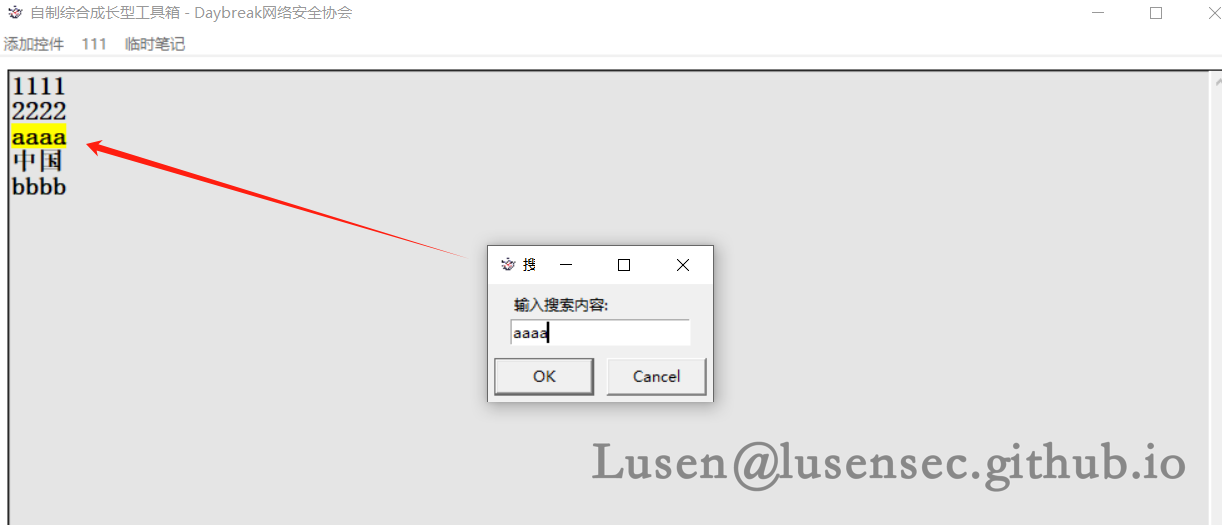 自制综合成长型工具箱 - Daybreak网络安全协会
添加控件 111 临时笔记
1111
2222
aaaa
中国
bbbb
搜
输入搜索内容:
aaaa
OK Cancel
Lusen@lusensec.github.io